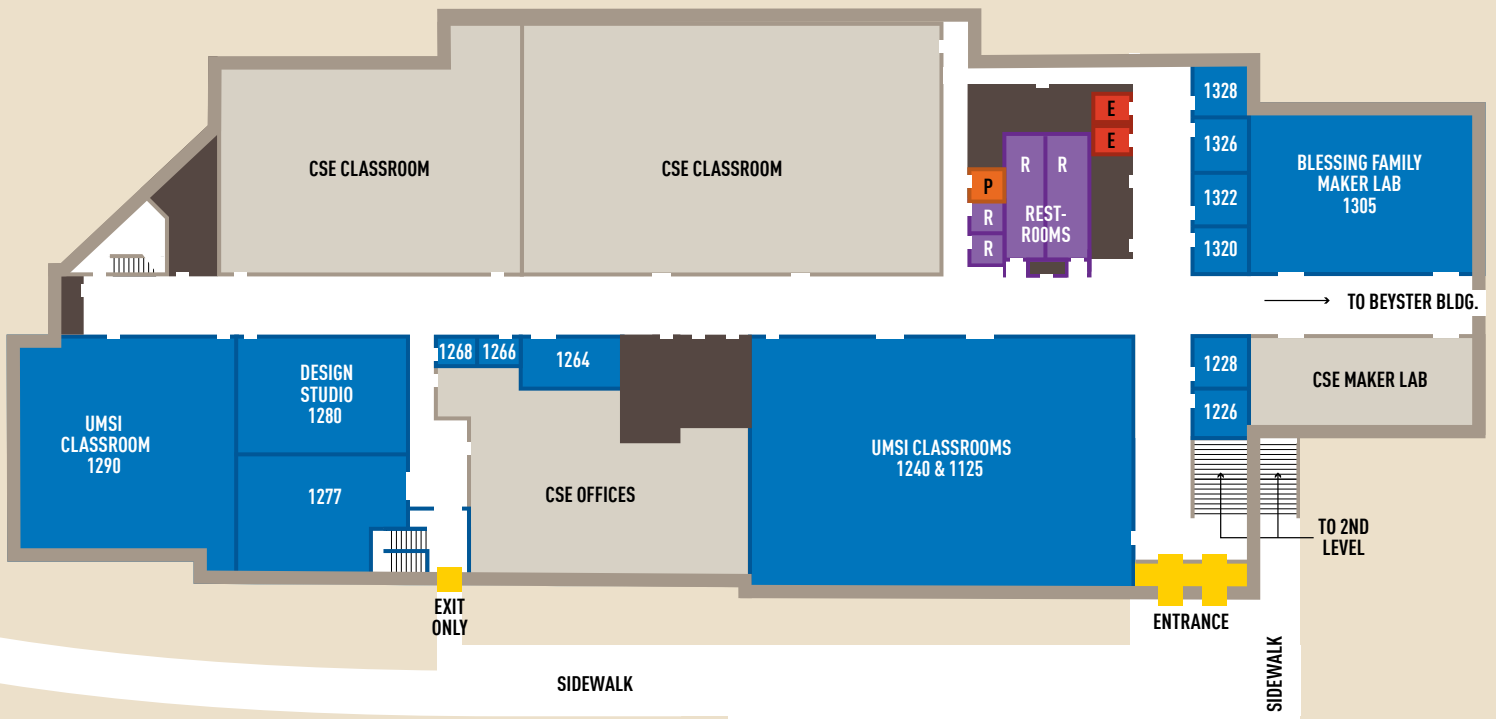 1328
E
1326
E
CSE CLASSROOM
CSE CLASSROOM
R
R
BLESSING FAMILY
MAKER LAB
1305
P
1322
R
REST-
ROOMS
R
1320
TO BEYSTER BLDG.
1268
1266
1264
1228
DESIGN
STUDIO
1280
CSE MAKER LAB
1226
UMSI
CLASSROOM
1290
UMSI CLASSROOMS
1240 & 1125
1277
CSE OFFICES
TO 2ND
LEVEL
EXIT
ONLY
ENTRANCE
SIDEWALK
SIDEWALK